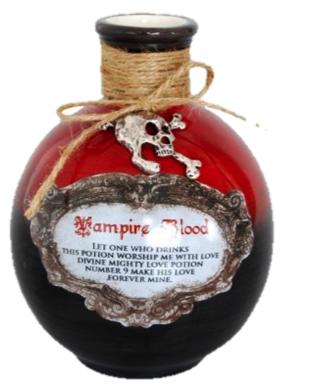 Vampire Blood
LET ONE WHO DRINKS
THIS POTION WORSHIP ME WITH LOVE
DIVINE MIGHTY LOVE POTION
NUMBER 9 MAKE HIS LOVE
FOREVER MINE.